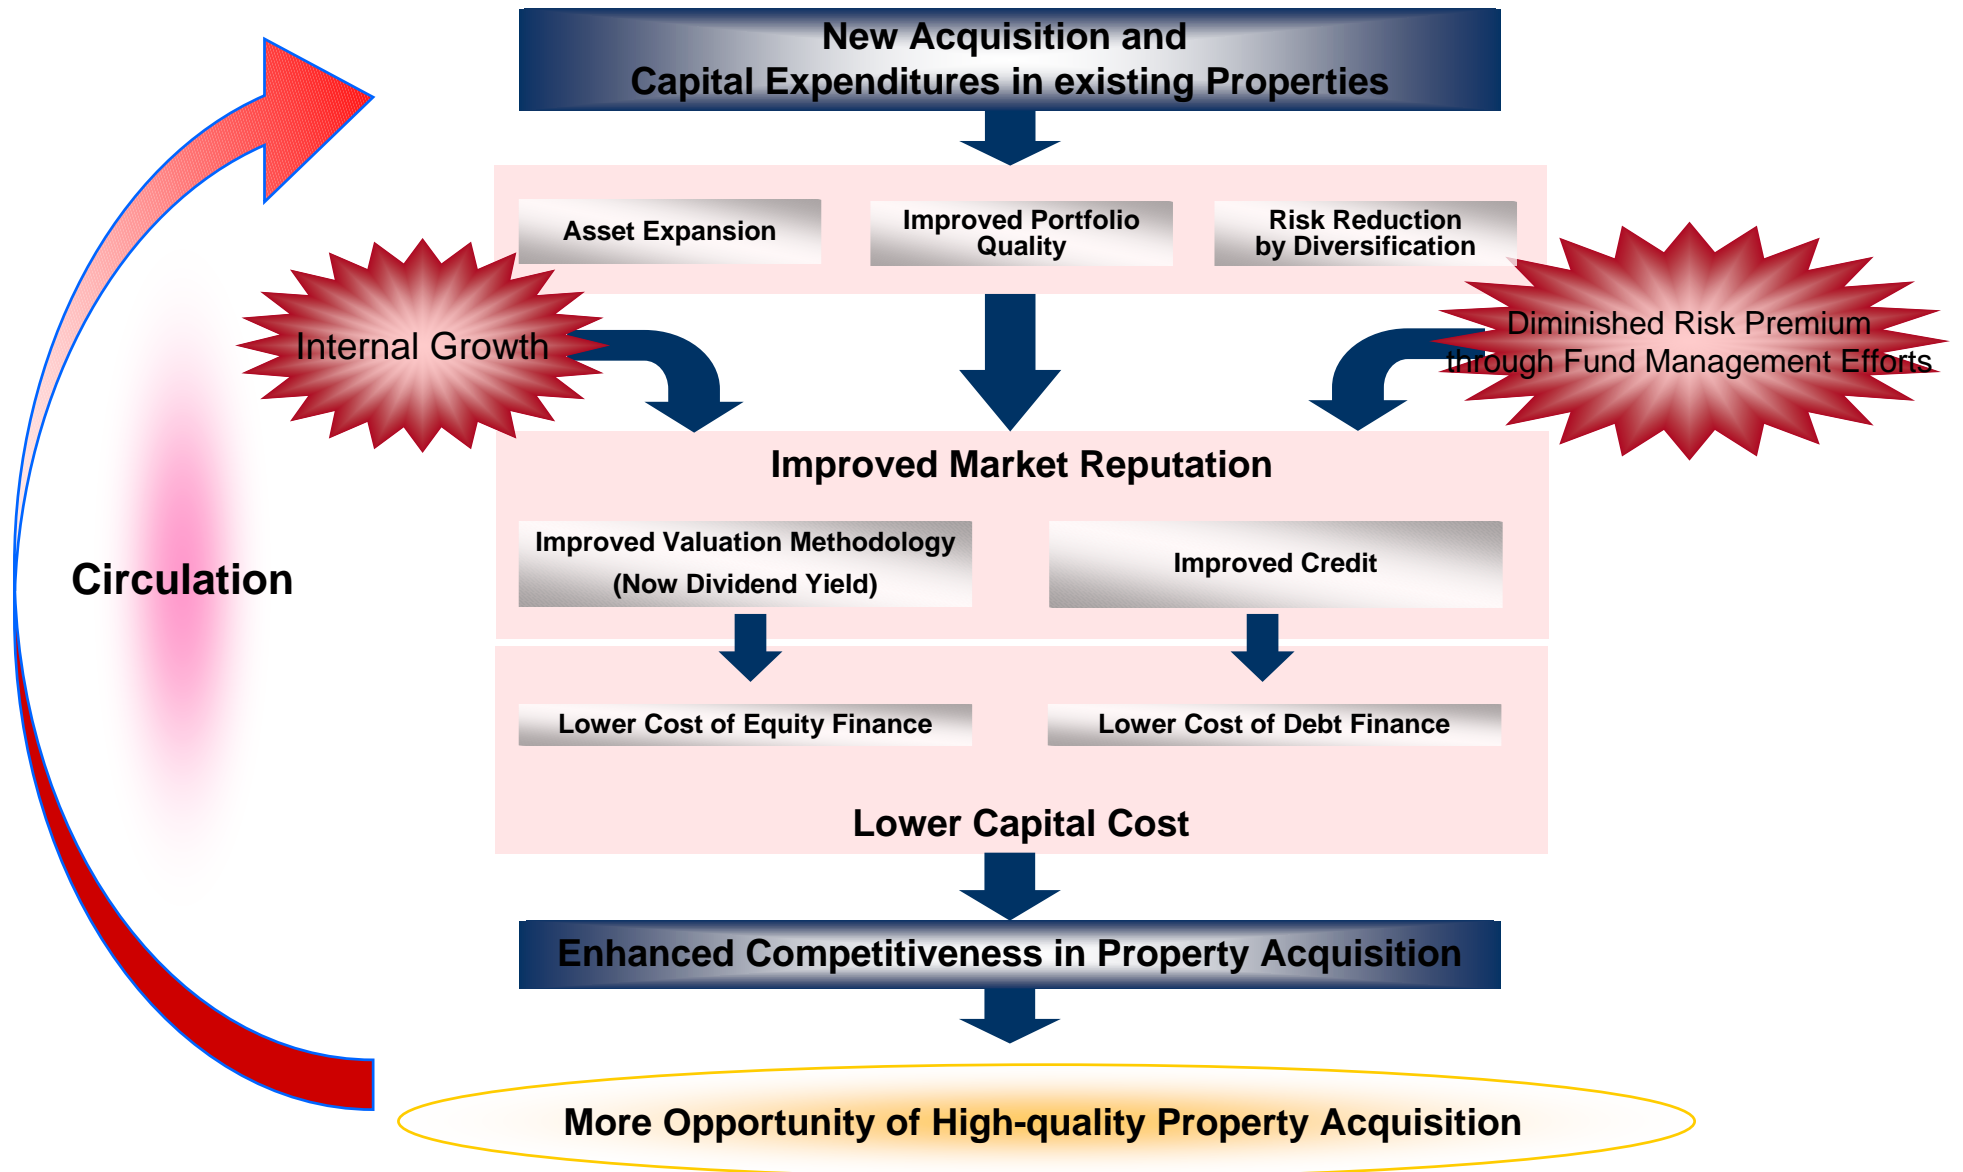 New Acquisition and
Capital Expenditures in existing Properties
Asset Expansion
Improved Portfolio
Quality
Risk Reduction
by Diversification
Internal Growth
Diminished Risk Premium
through Fund Management Efforts
Improved Market Reputation
Improved Valuation Methodology
(Now Dividend Yield)
Improved Credit
Circulation
Lower Cost of Equity Finance
Lower Cost of Debt Finance
Lower Capital Cost
Enhanced Competitiveness in Property Acquisition
More Opportunity of High-quality Property Acquisition